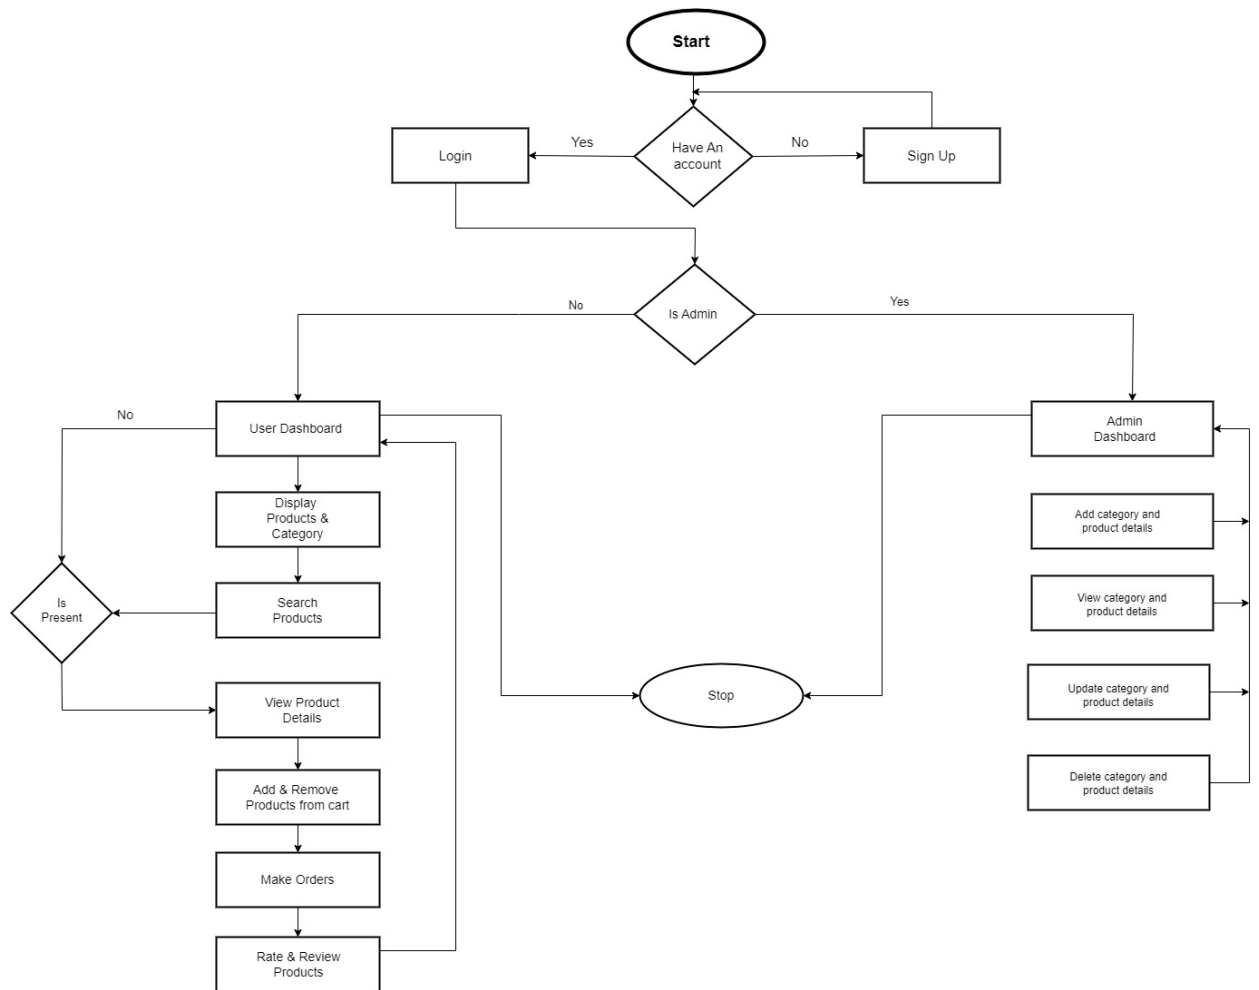 Start
Have An
account
Yes
No
Login
Sign Up
Is Admin
No
Yes
User Dashboard
No
Admin
Dashboard
Display
Products &
Category
Add category and
product details
Search
Products
Is
Present
View category and
product details
View Product
Details
Stop
Update category and
product details
Add & Remove
Products from cart
Delete category and
product details
Make Orders
Rate & Review
Products